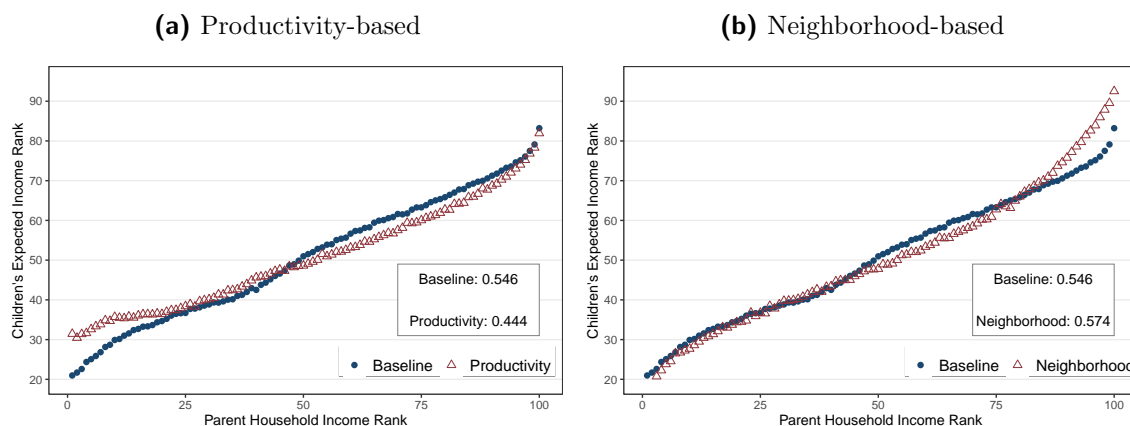 (a) Productivity-based
Children's Expected Income Rank
90
80
70
60
50
40
30
20
Baseline: 0.546
Productivity: 0.444
Baseline
Productivity
0
25
50
75
100
Parent Household Income Rank
(b) Neighborhood-based
Children's Expected Income Rank
90
80
70
60
50
40
30
20
Baseline: 0.546
Neighborhood: 0.574
Baseline
Neighborhood
0
25
50
75
100
Parent Household Income Rank